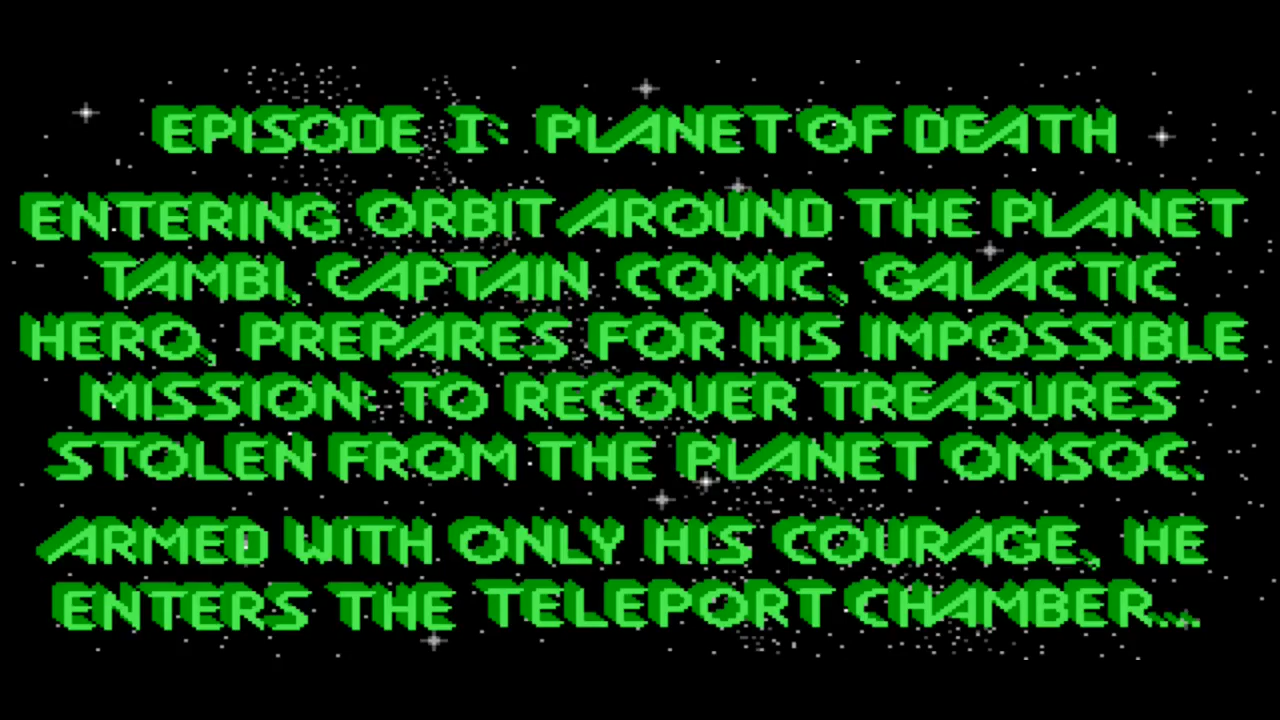 EPISODE I: PLANET OF DEATH
ENTERING ORBIT AROUND THE PLANET
TAMBI, CAPTAIN COMIC, GALACTIC
HERO, PREPARES FOR HIS IMPOSSIBLE
MISSION: TO RECOVER TREASURES
STOLEN FROM THE PLANET OMSOC.
ARMED WITH ONLY HIS COURAGE, HE
ENTERS THE TELEPORT CHAMBER...